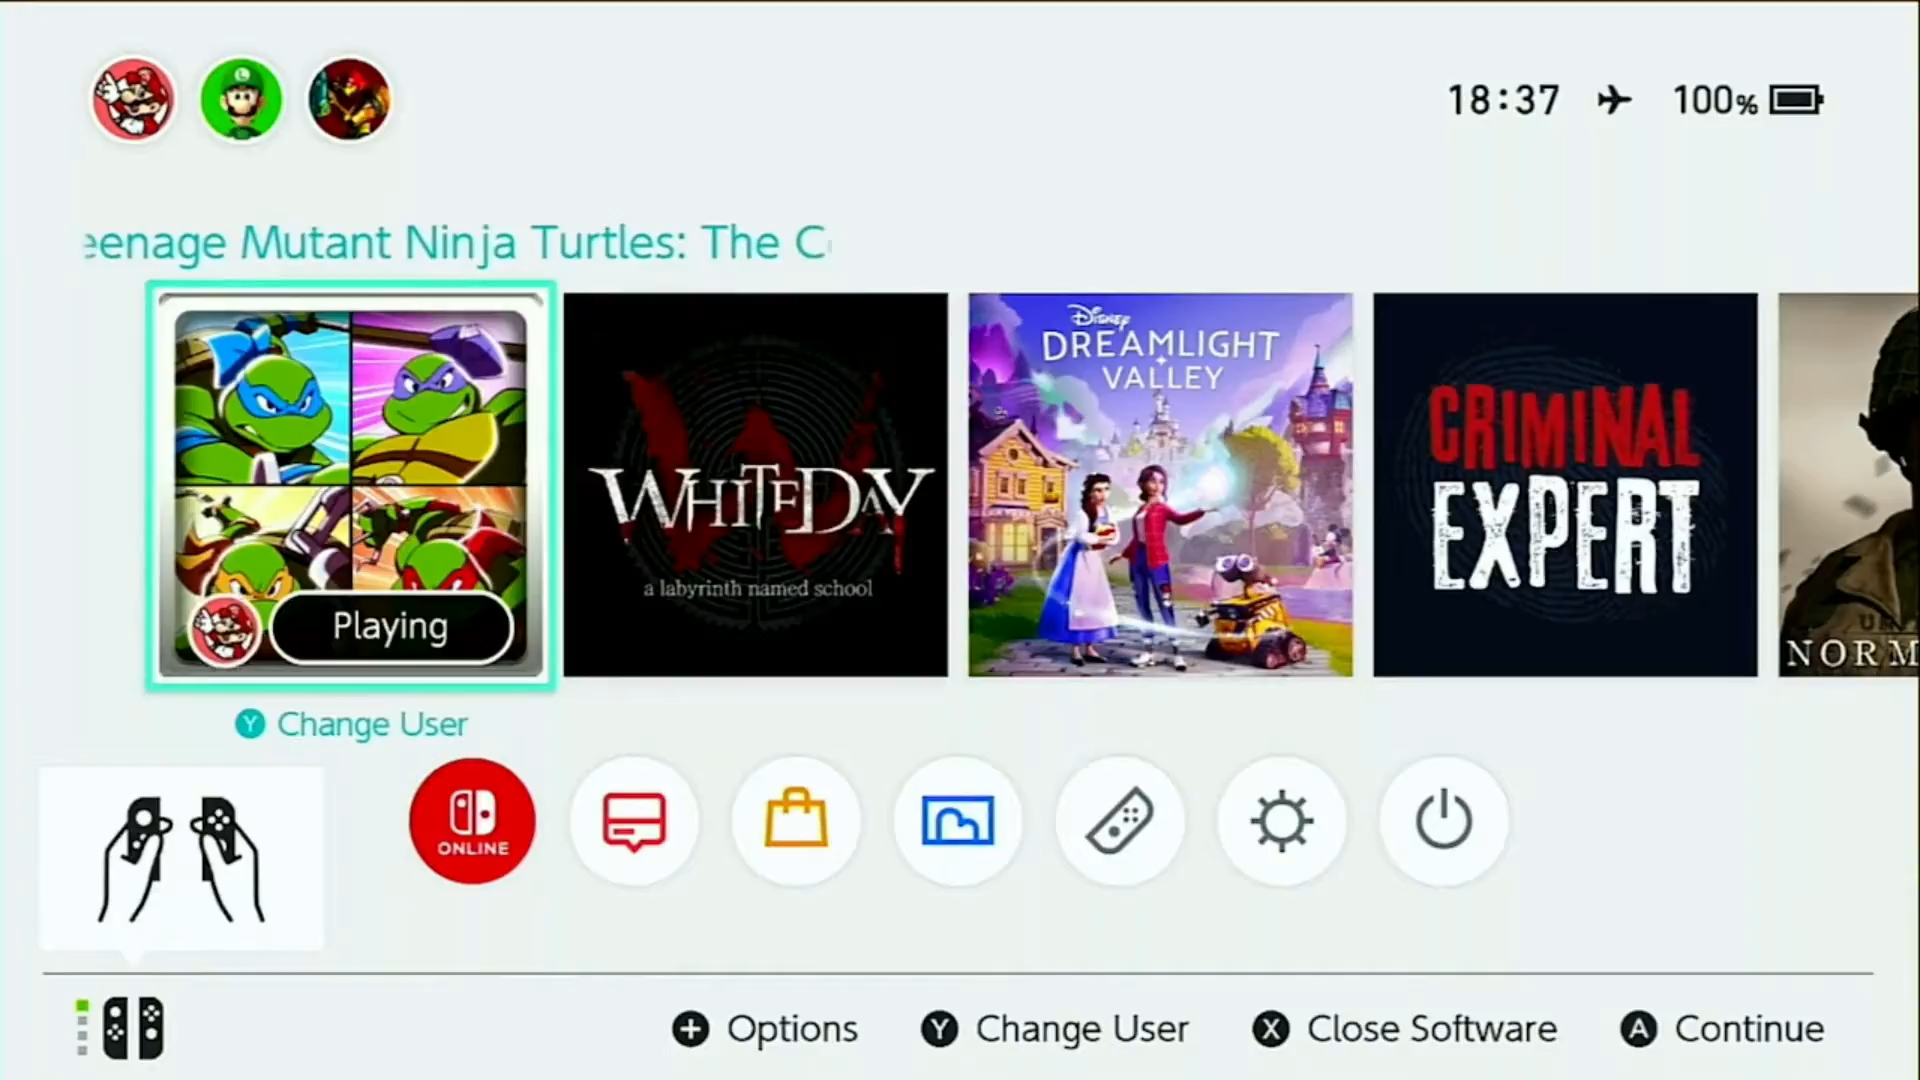 18:37 100%
eenage Mutant Ninja Turtles: The C
Playing
WHITEDAY
a labyrinth named school
Disney
DREAMLIGHT
VALLEY
CRIMINAL
EXPERT
NORM
Y Change User
ONLINE
+ Options Y Change User X Close Software A Continue